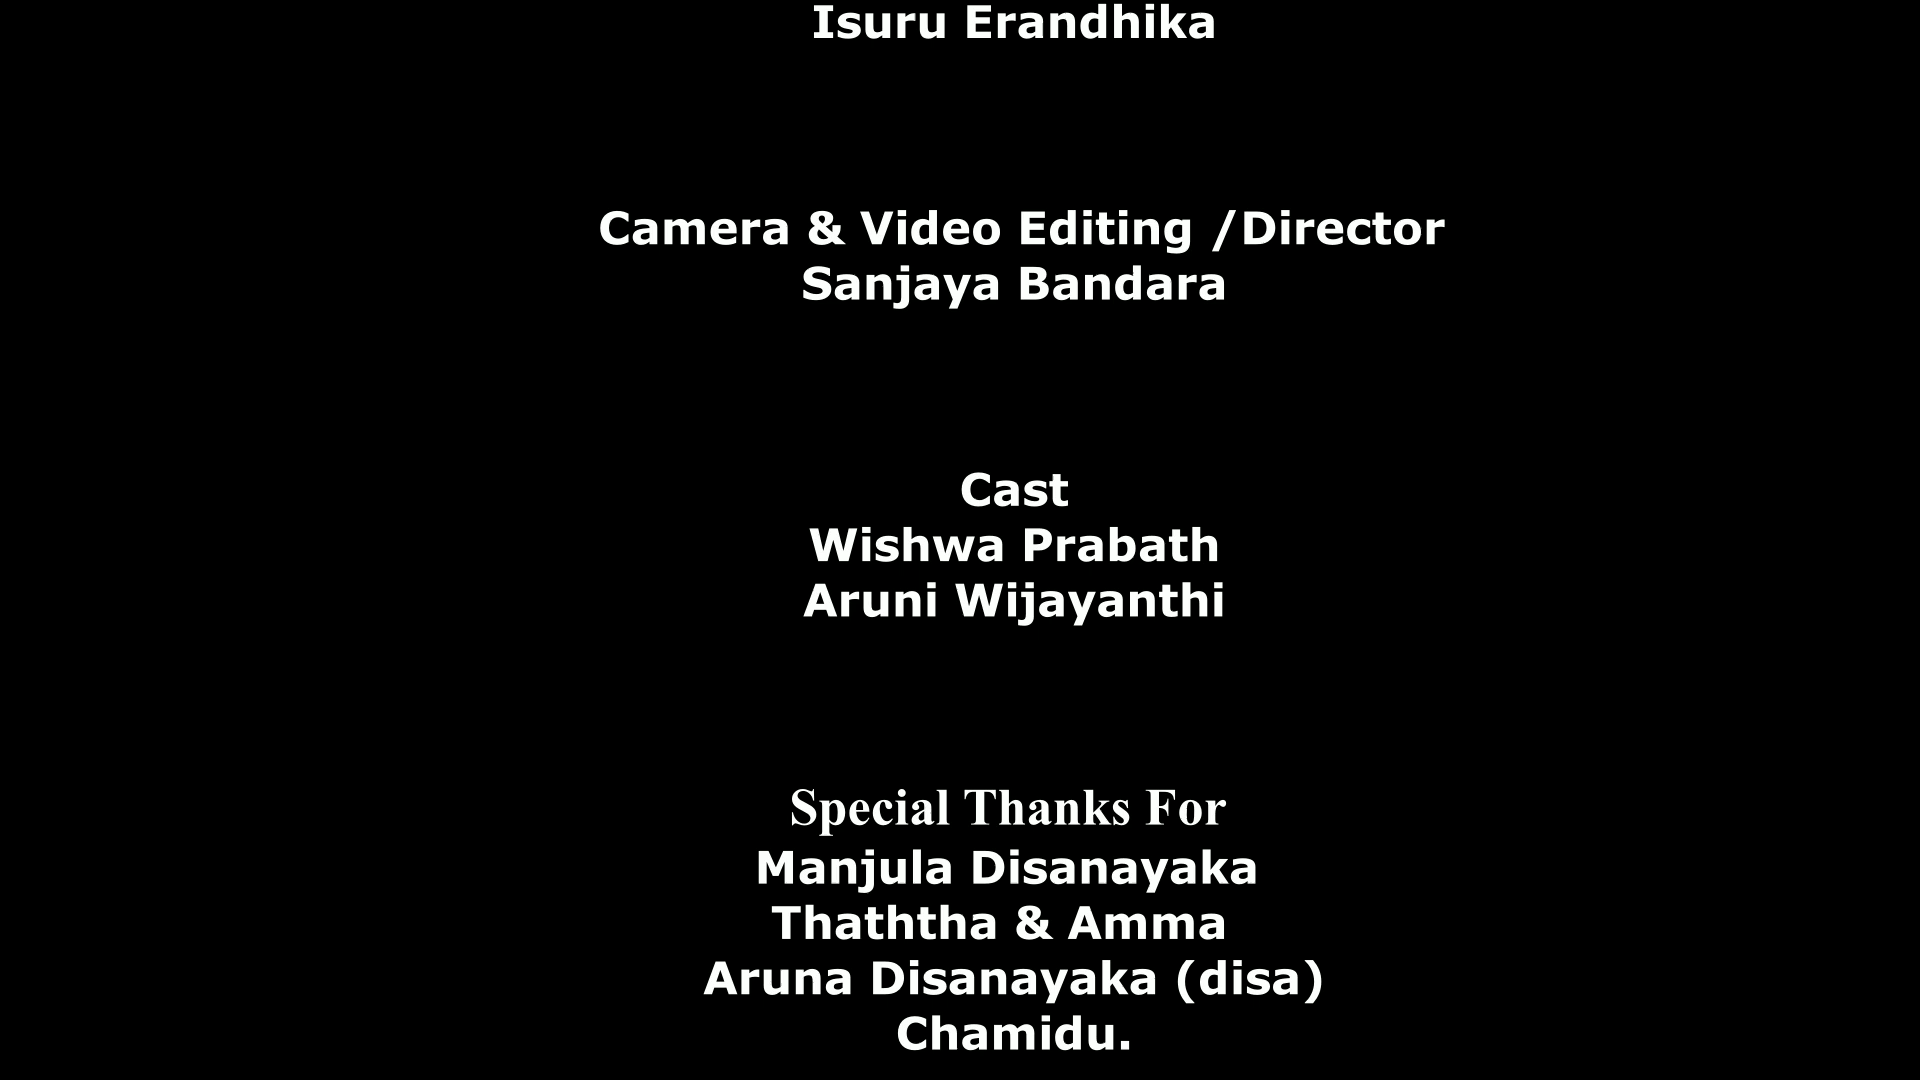 Isuru Erandhika
Camera & Video Editing /Director
Sanjaya Bandara
Cast
Wishwa Prabath
Aruni Wijayanthi
Special Thanks For
Manjula Disanayaka
Thaththa & Amma
Aruna Disanayaka (disa)
Chamidu.